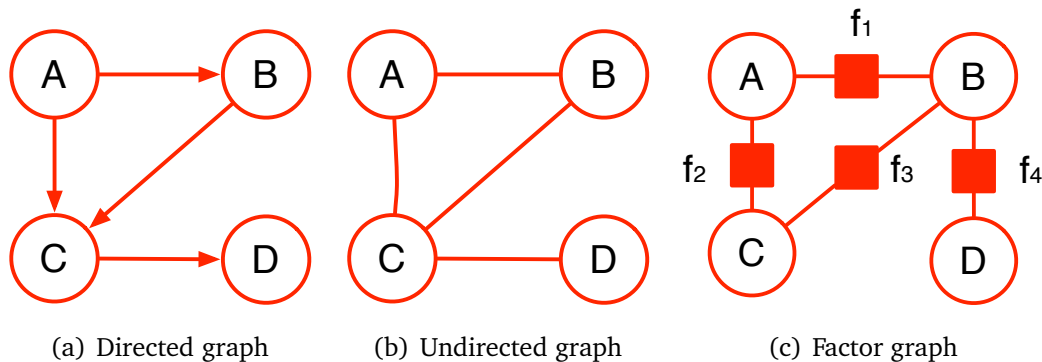 f1
A B A B A B
f2 f3 f4
C D C D C D
(a) Directed graph (b) Undirected graph (c) Factor graph